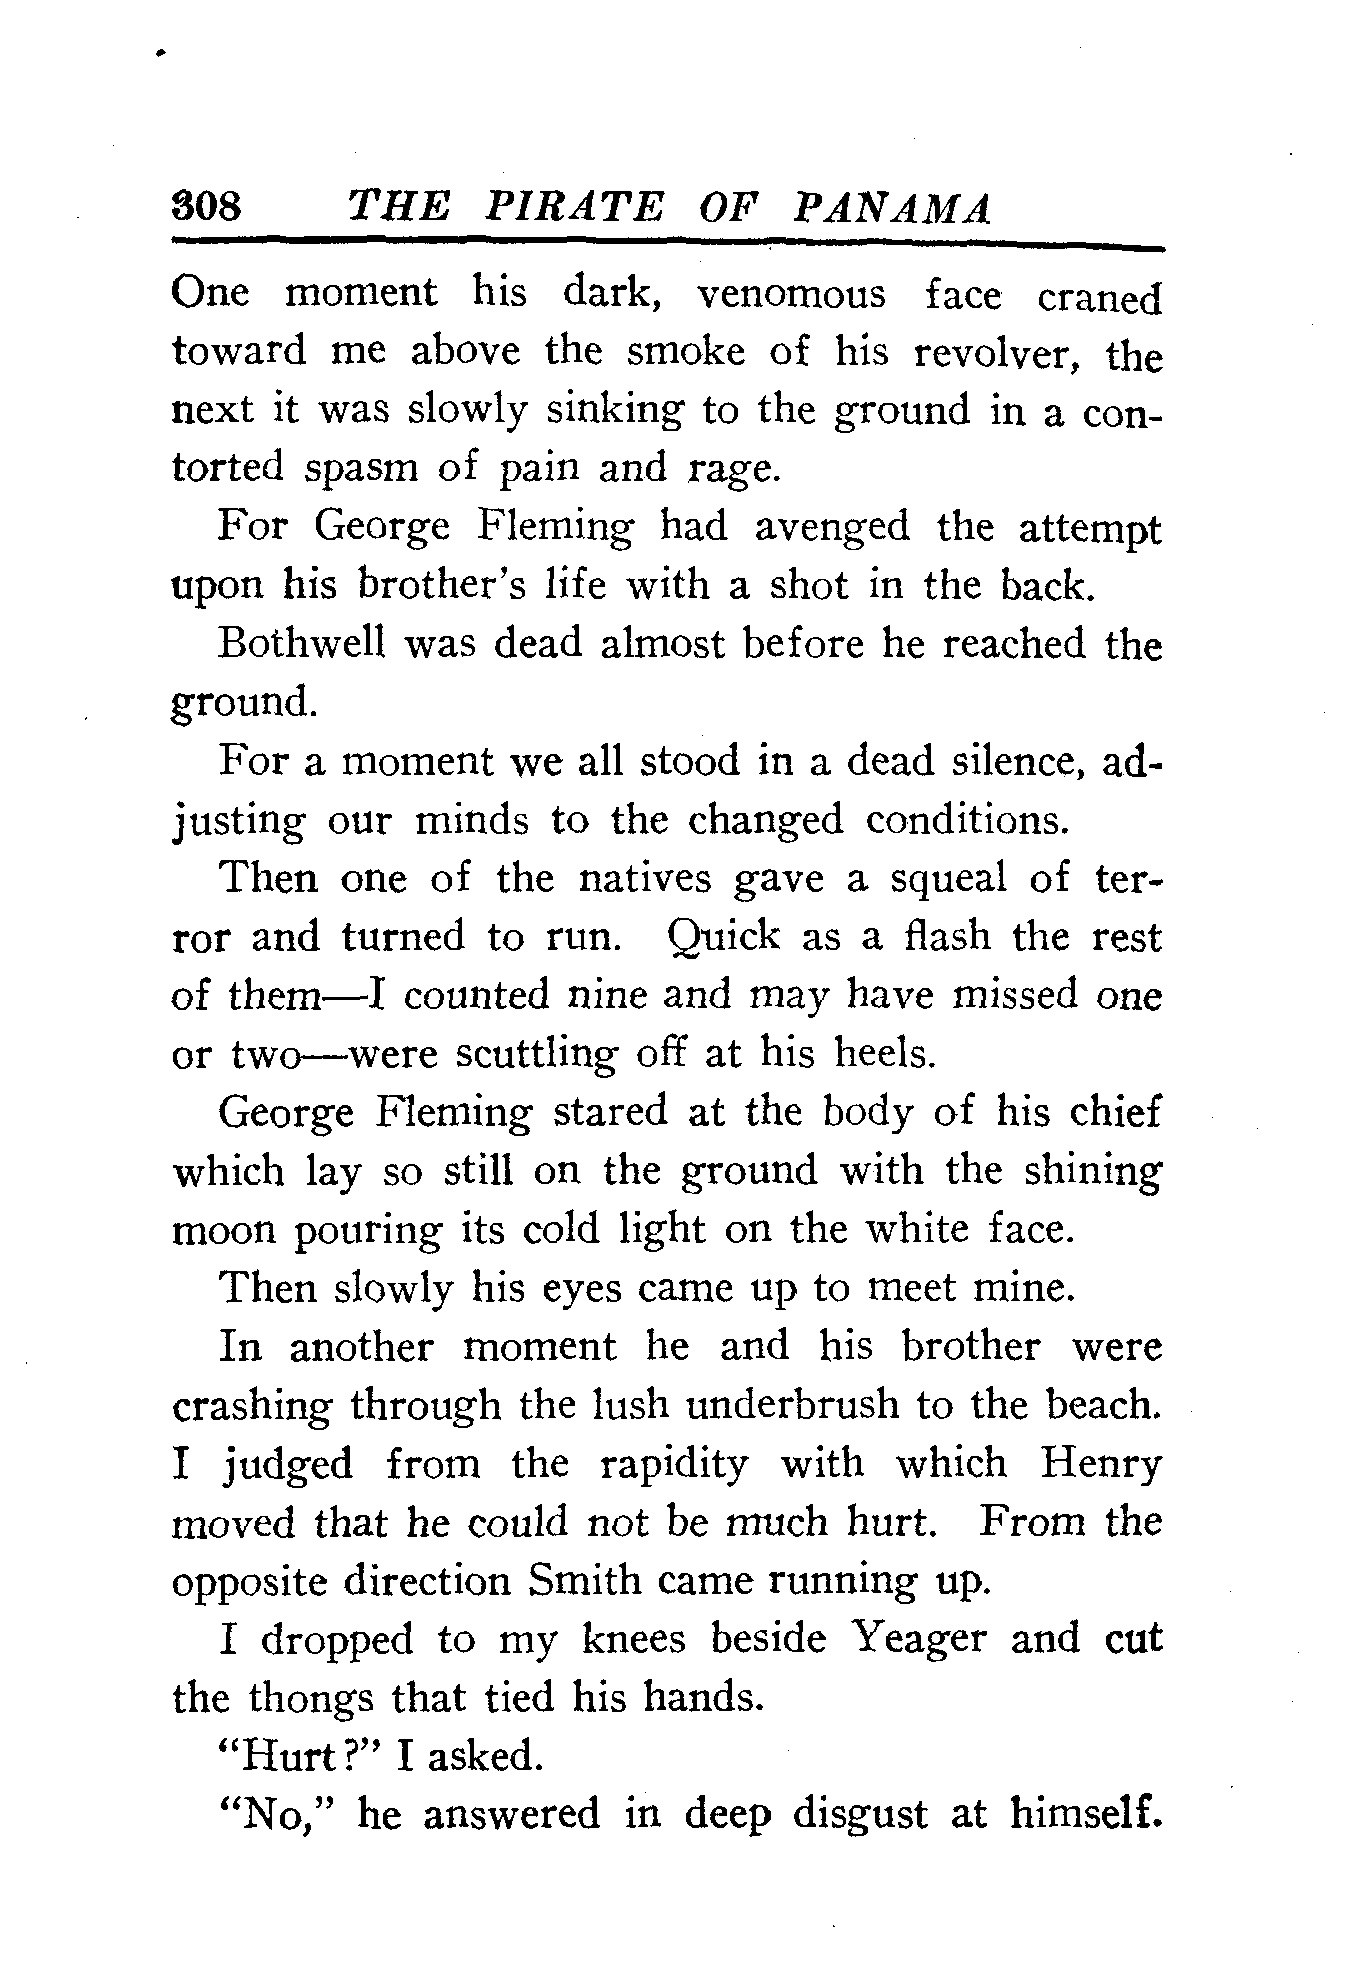 308 THE PIRATE OF PANAMA
One moment his dark, venomous face craned
toward me above the smoke of his revolver, the
next it was slowly sinking to the ground in a con-
torted spasm of pain and rage.
For George Fleming had avenged the attempt
upon his brother's life with a shot in the back.
Bothwell was dead almost before he reached the
ground.
For a moment we all stood in a dead silence, ad-
justing our minds to the changed conditions.
Then one of the natives gave a squeal of ter-
ror and turned to run. Quick as a flash the rest
of them—I counted nine and may have missed one
or two—were scuttling off at his heels.
George Fleming stared at the body of his chief
which lay so still on the ground with the shining
moon pouring its cold light on the white face.
Then slowly his eyes came up to meet mine.
In another moment he and his brother were
crashing through the lush underbrush to the beach.
I judged from the rapidity with which Henry
moved that he could not be much hurt. From the
opposite direction Smith came running up.
I dropped to my knees beside Yeager and cut
the thongs that tied his hands.
"Hurt?" I asked.
"No," he answered in deep disgust at himself.